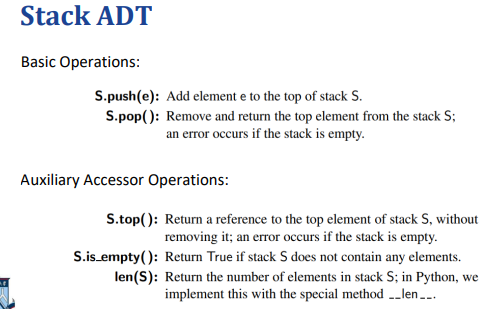 Stack ADT
Basic Operations:
S.push(e): Add element e to the top of stack S.
S.pop(): Remove and return the top element from the stack S;
an error occurs if the stack is empty.
Auxiliary Accessor Operations:
S.top(): Return a reference to the top element of stack S, without
removing it; an error occurs if the stack is empty.
S.is_empty(): Return True if stack S does not contain any elements.
len(S): Return the number of elements in stack S; in Python, we
implement this with the special method __len__.